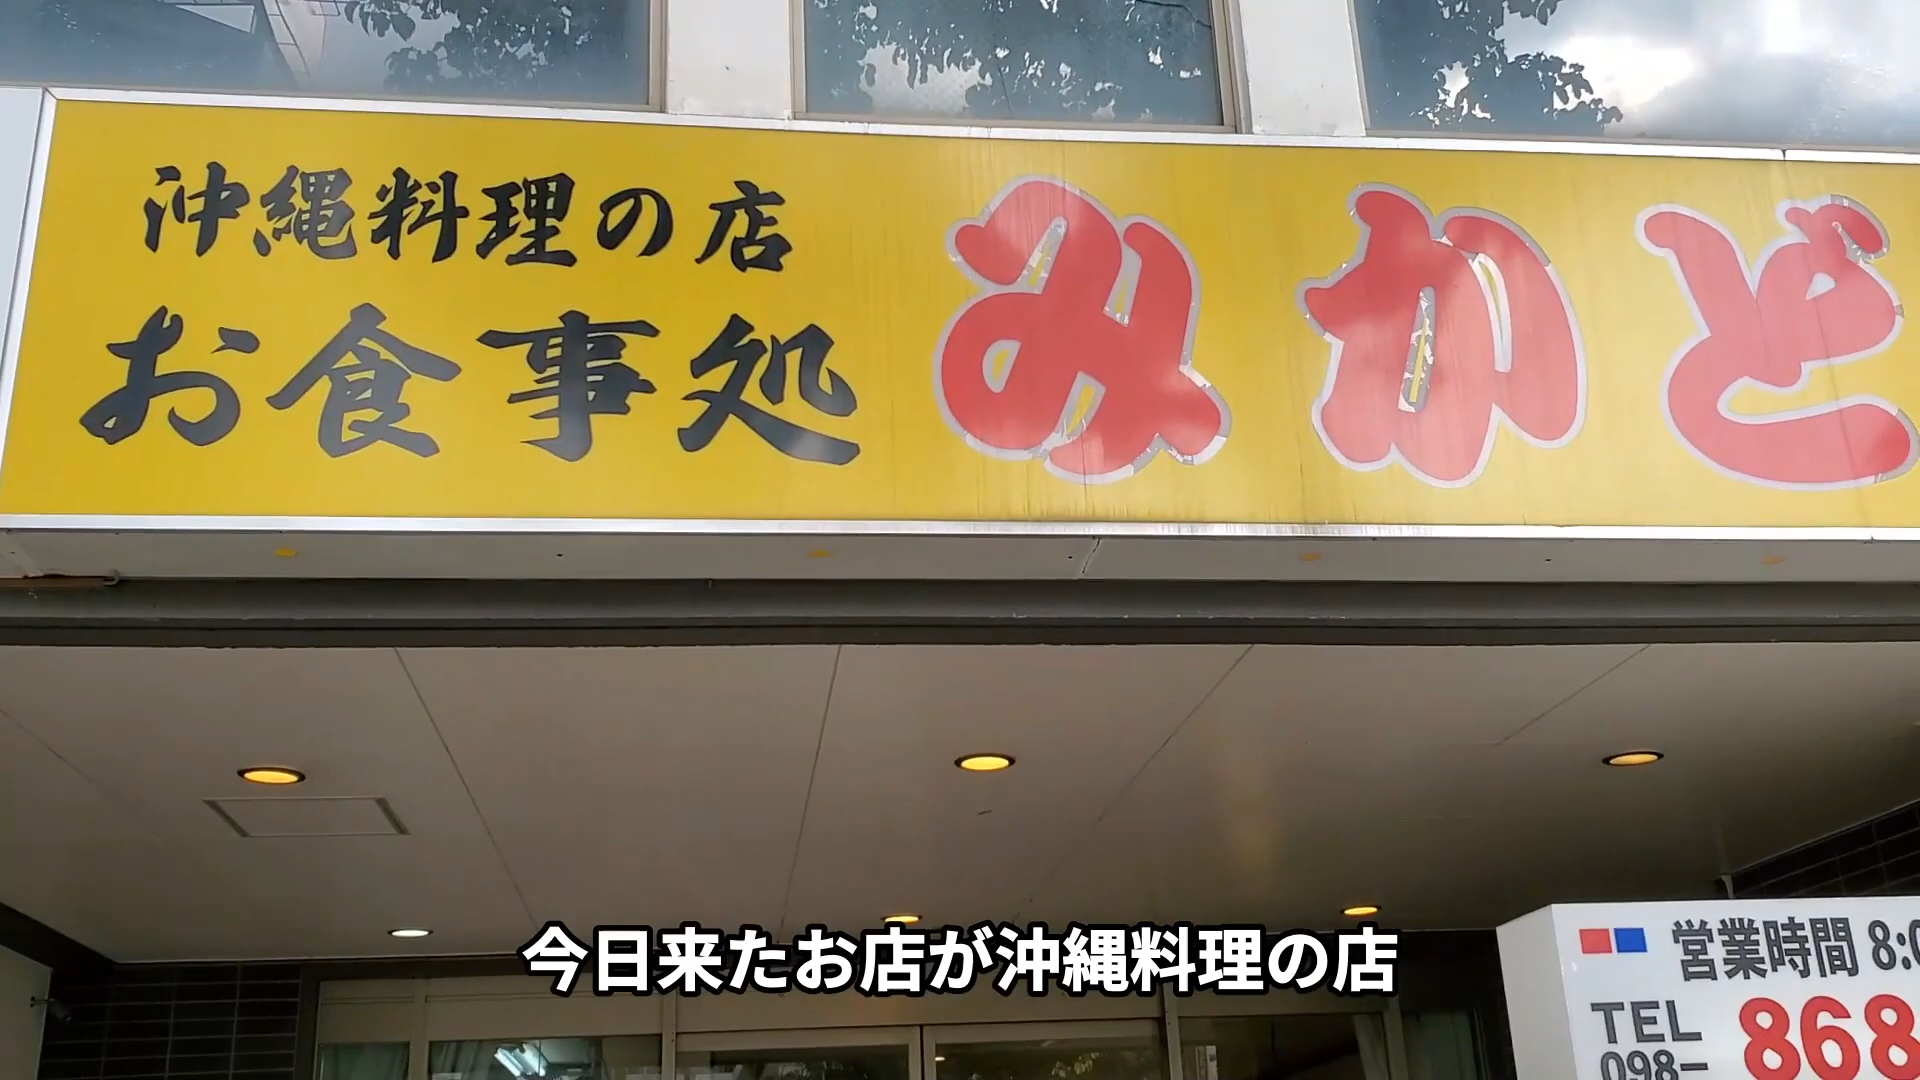 沖縄料理の店
お食事処
みかど
営業時間 8:0
TEL
098-
868
今日来たお店が沖縄料理の店